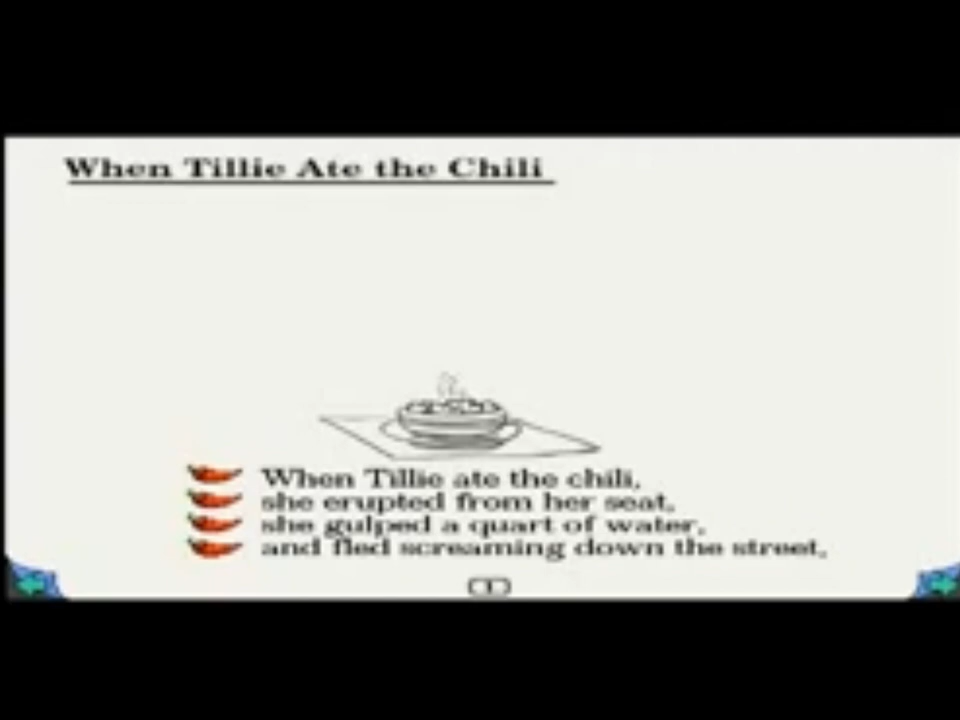 When Tillie Ate the Chili
When Tillie ate the chili,
she erupted from her seat,
she gulped a quart of water,
and fled screaming down the street,
1